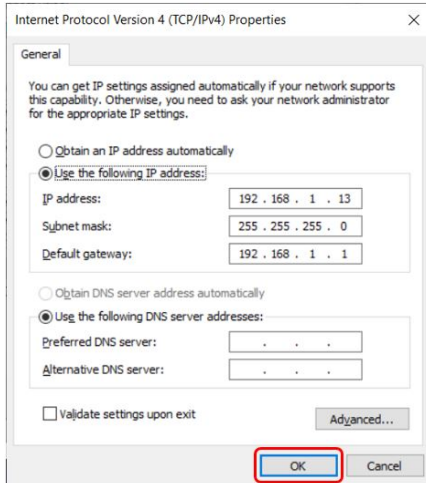 Internet Protocol Version 4 (TCP/IPv4) Properties
General
You can get IP settings assigned automatically if your network supports
this capability. Otherwise, you need to ask your network administrator
for the appropriate IP settings.
Obtain an IP address automatically
Use the following IP address:
IP address: 192 . 168 . 1 . 13
Subnet mask: 255 . 255 . 255 . 0
Default gateway: 192 . 168 . 1 . 1
Obtain DNS server address automatically
Use the following DNS server addresses:
Preferred DNS server: . . .
Alternative DNS server: . . .
Validate settings upon exit
Advanced...
OK Cancel